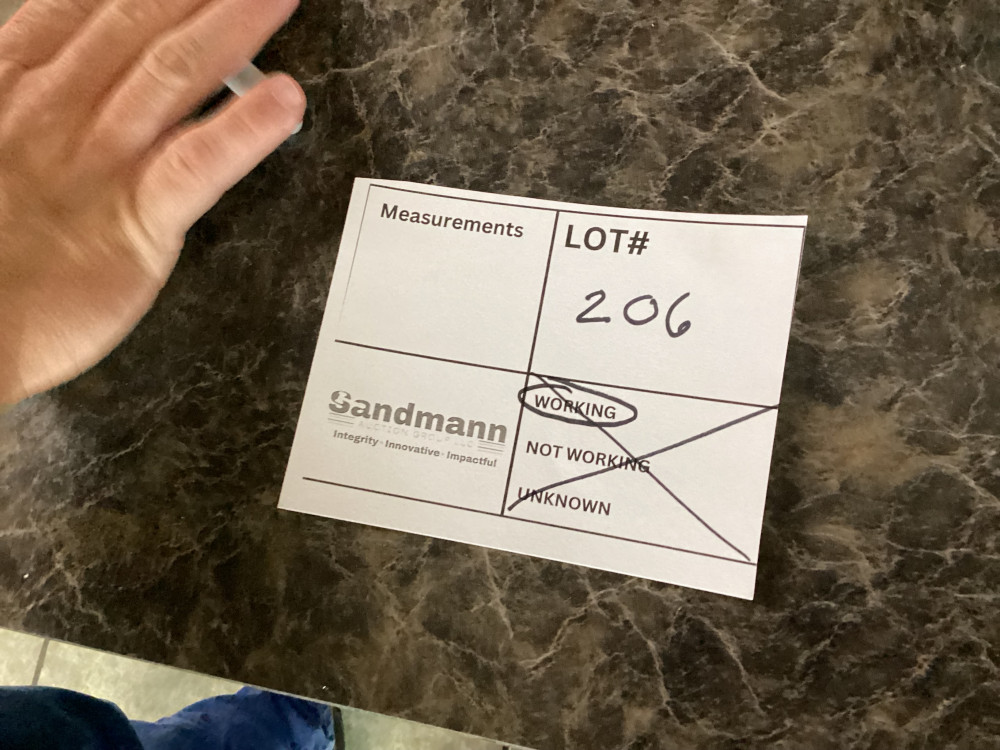 Measurements
LOT#
206
Sandmann
AUCTION GROUP LLC
Integrity · Innovative · Impactful
WORKING
NOT WORKING
UNKNOWN